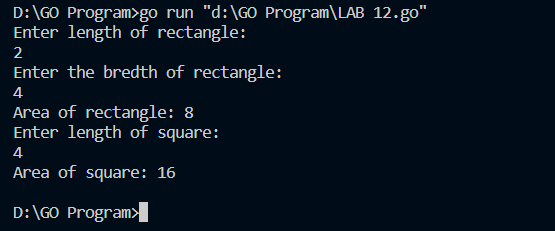 D:\GO Program>go run "d:\GO Program\LAB 12.go"
Enter length of rectangle:
2
Enter the bredth of rectangle:
4
Area of rectangle: 8
Enter length of square:
4
Area of square: 16
D:\GO Program>